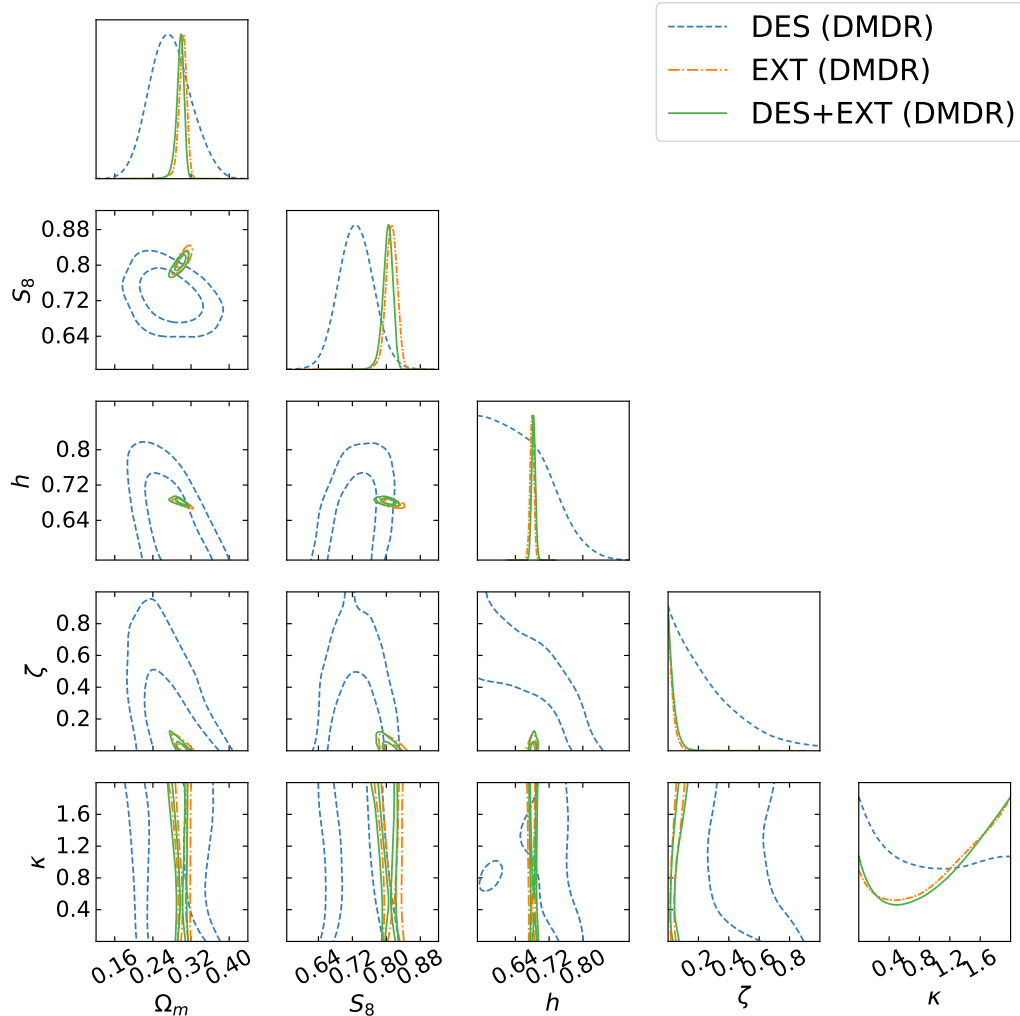 DES (DMDR)
EXT (DMDR)
DES+EXT (DMDR)
0.88
0.8
0.72
0.64
S₈
0.8
0.72
0.64
h
0.8
0.6
0.4
0.2
ζ
1.6
1.2
0.8
0.4
κ
0.16 0.24 0.32 0.40
0.64 0.72 0.80 0.88
0.64 0.72 0.80
0.2 0.4 0.6 0.8
0.4 0.8 1.2 1.6
Ωₘ S₈ h ζ κ